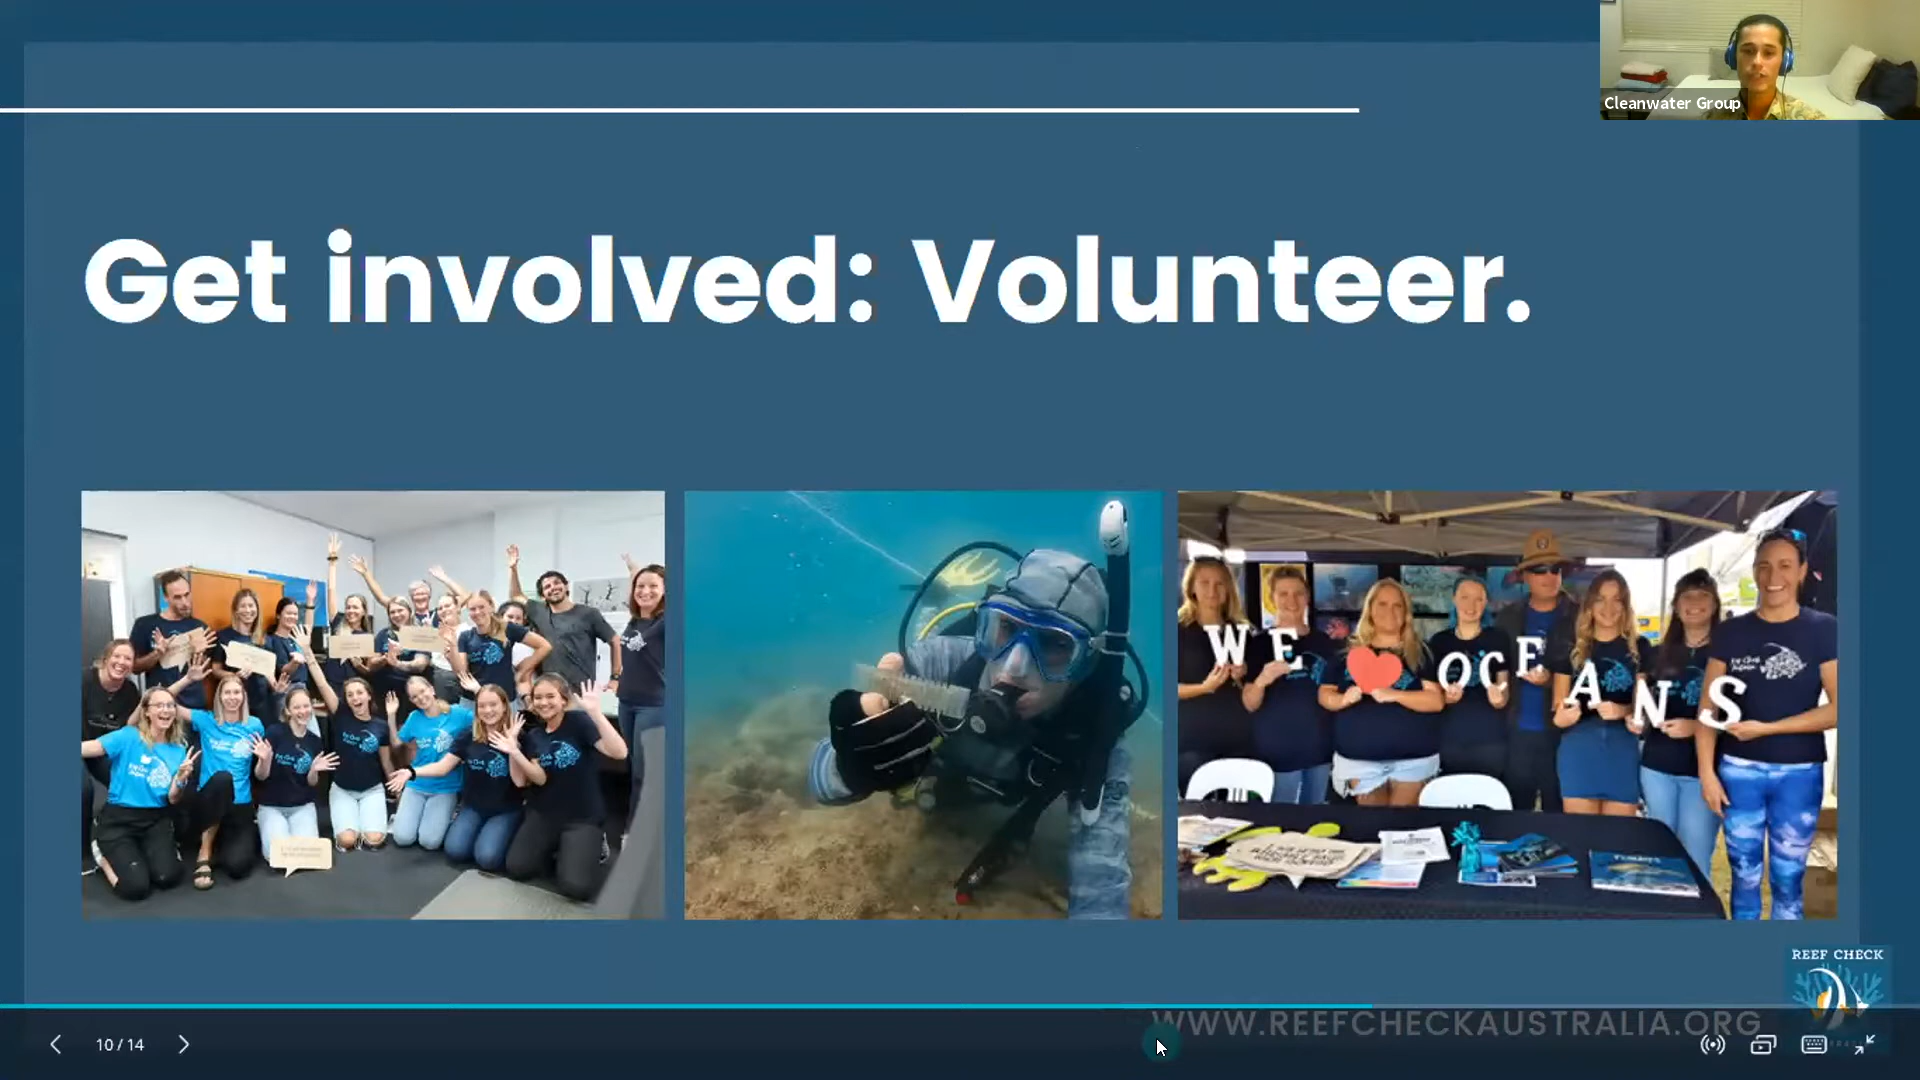 Cleanwater Group
Get involved: Volunteer.
WE ❤ OCEANS
REEF CHECK
WWW.REEFCHECKAUSTRALIA.ORG
10 / 14